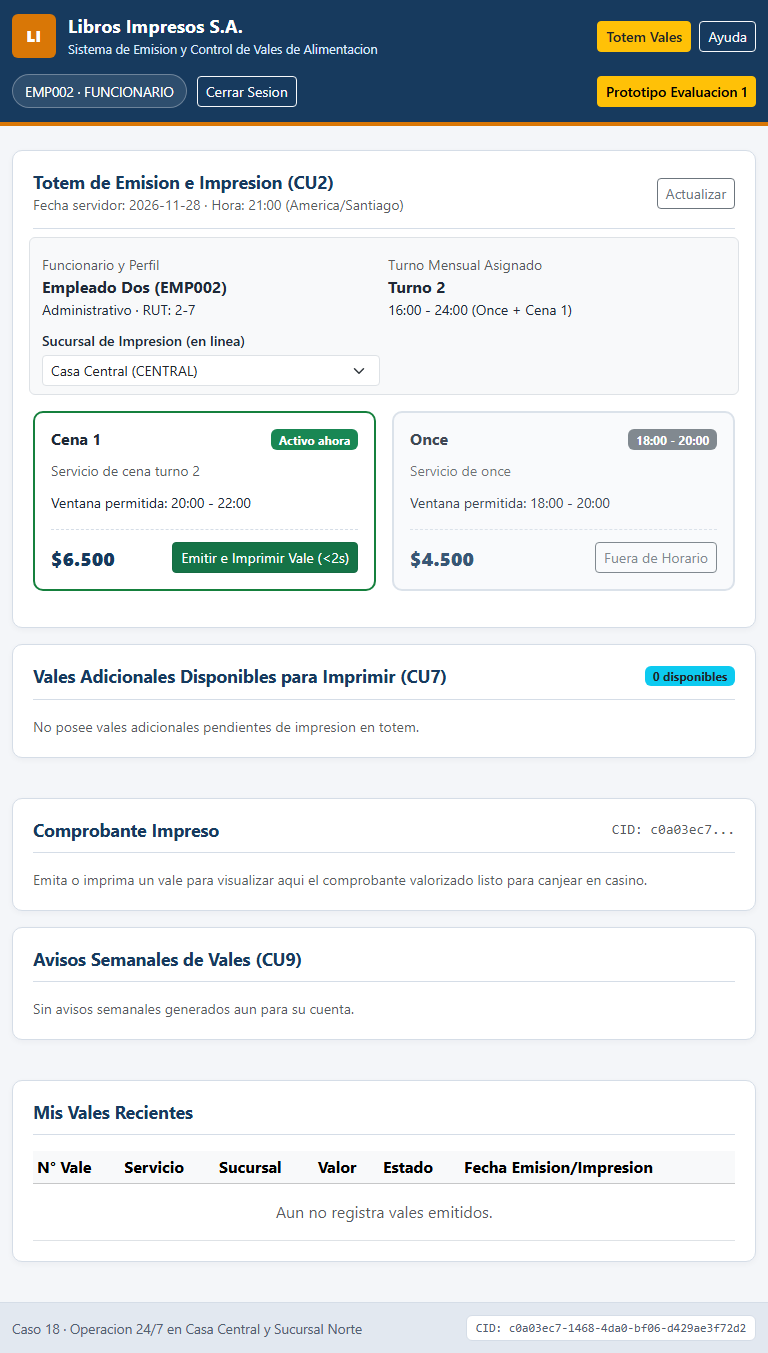 LI
Libros Impresos S.A.
Sistema de Emision y Control de Vales de Alimentacion
Totem Vales
Ayuda
EMP002 · FUNCIONARIO
Cerrar Sesion
Prototipo Evaluacion 1
Totem de Emision e Impresion (CU2)
Fecha servidor: 2026-11-28 · Hora: 21:00 (America/Santiago)
Actualizar
Funcionario y Perfil
Empleado Dos (EMP002)
Administrativo · RUT: 2-7
Turno Mensual Asignado
Turno 2
16:00 - 24:00 (Once + Cena 1)
Sucursal de Impresion (en linea)
Casa Central (CENTRAL)
Cena 1
Activo ahora
Servicio de cena turno 2
Ventana permitida: 20:00 - 22:00
$6.500
Emitir e Imprimir Vale (<2s)
Once
18:00 - 20:00
Servicio de once
Ventana permitida: 18:00 - 20:00
$4.500
Fuera de Horario
Vales Adicionales Disponibles para Imprimir (CU7)
0 disponibles
No posee vales adicionales pendientes de impresion en totem.
Comprobante Impreso
CID: c0a03ec7...
Emita o imprima un vale para visualizar aqui el comprobante valorizado listo para canjear en casino.
Avisos Semanales de Vales (CU9)
Sin avisos semanales generados aun para su cuenta.
Mis Vales Recientes
N° Vale Servicio Sucursal Valor Estado Fecha Emision/Impresion
Aun no registra vales emitidos.
Caso 18 · Operacion 24/7 en Casa Central y Sucursal Norte
CID: c0a03ec7-1468-4da0-bf06-d429ae3f72d2